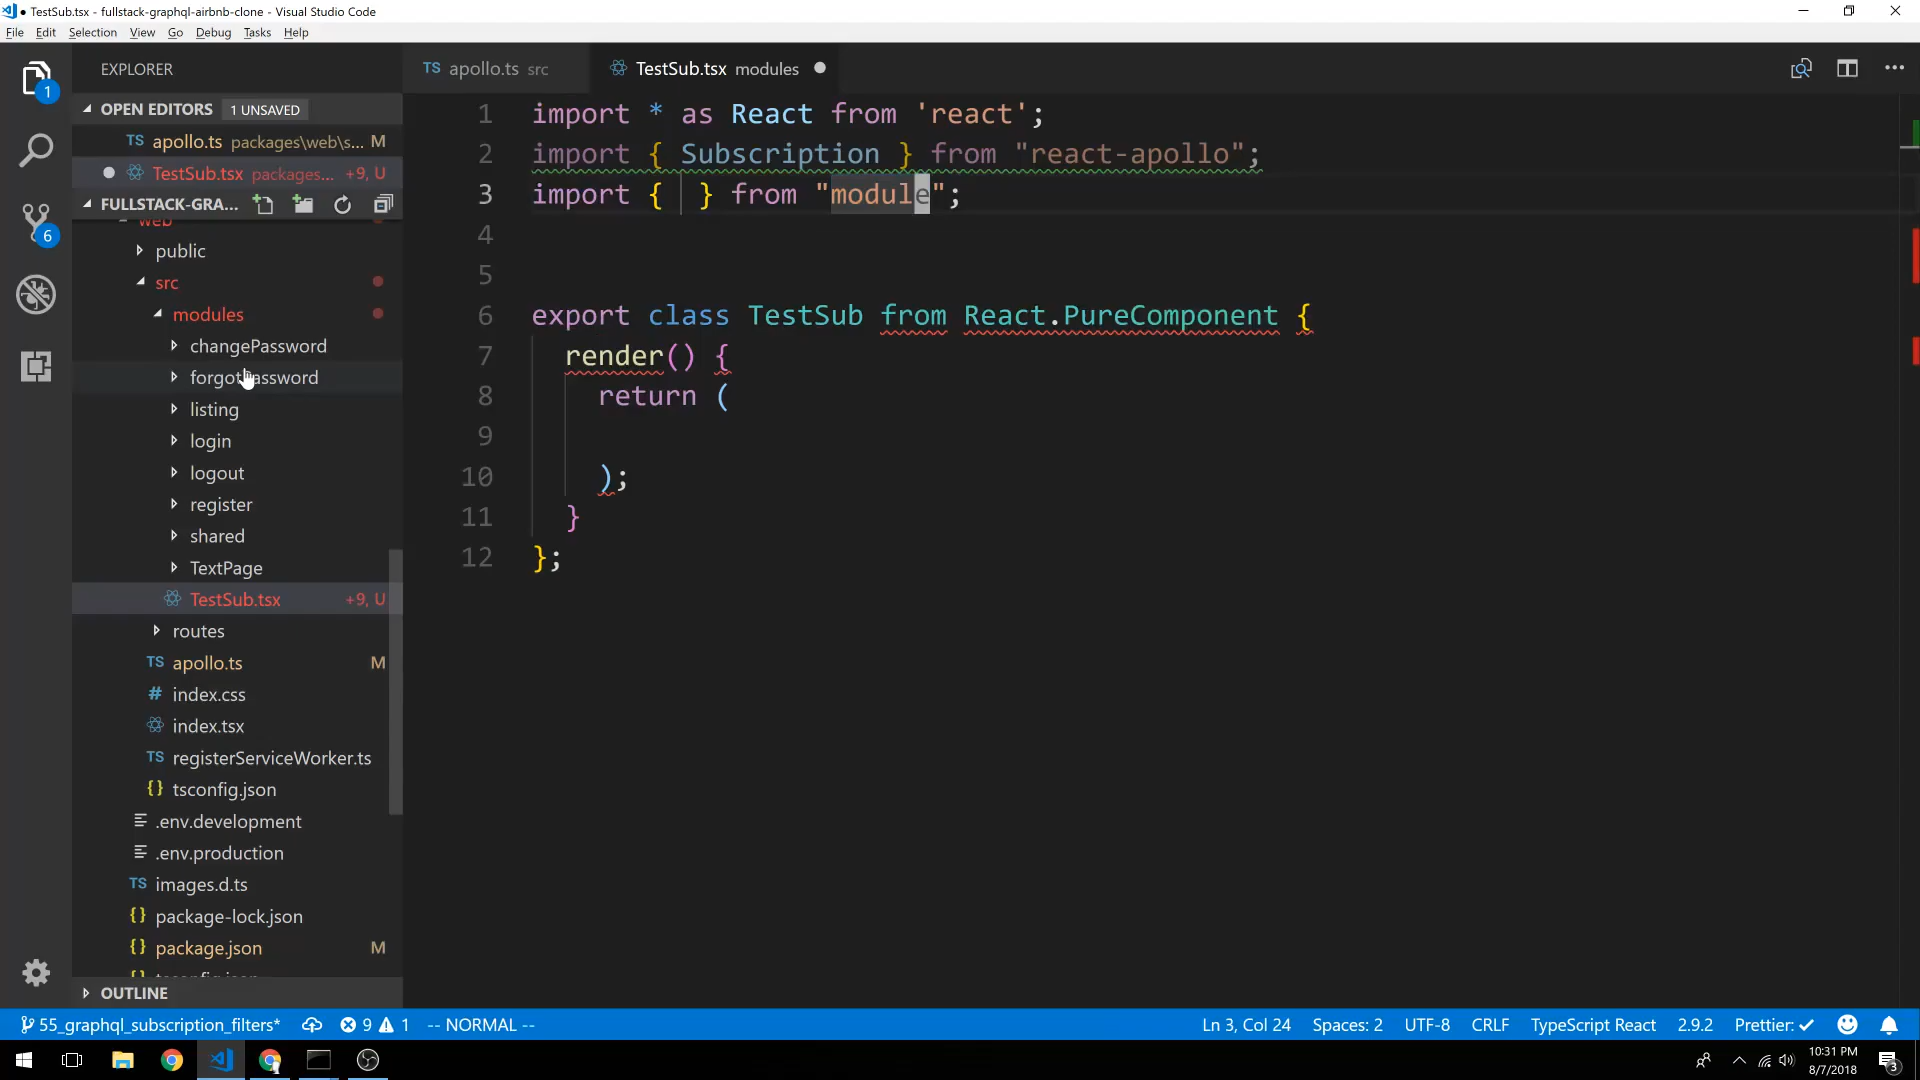 TestSub.tsx - fullstack-graphql-airbnb-clone - Visual Studio Code
File Edit Selection View Go Debug Tasks Help
EXPLORER
TS apollo.ts src
TestSub.tsx modules
OPEN EDITORS 1 UNSAVED
TS apollo.ts packages\web\s... M
TestSub.tsx packages... +9, U
FULLSTACK-GRA...
web
public
src
modules
changePassword
forgotPassword
listing
login
logout
register
shared
TextPage
TestSub.tsx +9, U
routes
TS apollo.ts M
# index.css
index.tsx
TS registerServiceWorker.ts
{} tsconfig.json
.env.development
.env.production
TS images.d.ts
{} package-lock.json
{} package.json M
{} tsconfig.json
OUTLINE
1 import * as React from 'react';
2 import { Subscription } from "react-apollo";
3 import {  } from "module";
4
5
6 export class TestSub from React.PureComponent {
7 render() {
8 return (
9
10 );
11 }
12 };
1
6
55_graphql_subscription_filters* 9 1 -- NORMAL -- Ln 3, Col 24 Spaces: 2 UTF-8 CRLF TypeScript React 2.9.2 Prettier: ✓
10:31 PM
8/7/2018
3